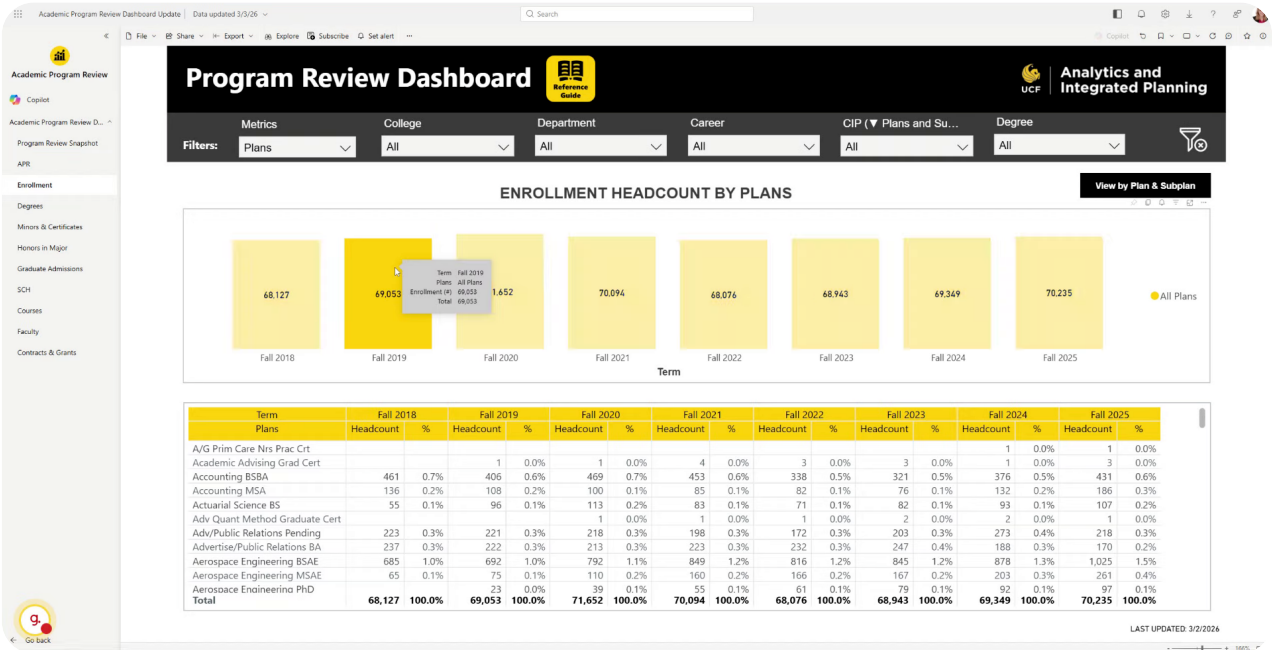 Academic Program Review Dashboard Update | Data updated 3/3/26
Search
File Share Export Explore Subscribe Set alert ...
Copilot
Academic Program Review
Copilot
Academic Program Review D...
Program Review Snapshot
APR
Enrollment
Degrees
Minors & Certificates
Honors in Major
Graduate Admissions
SCH
Courses
Faculty
Contracts & Grants
g.
Go back
Program Review Dashboard
Reference
Guide
UCF
Analytics and
Integrated Planning
Filters:
Metrics College Department Career CIP (▼ Plans and Su... Degree
Plans All All All All All
View by Plan & Subplan
ENROLLMENT HEADCOUNT BY PLANS
68,127 69,053 1,652 70,094 68,076 68,943 69,349 70,235
Term Fall 2019
Plans All Plans
Enrollment (#) 69,053
Total 69,053
All Plans
Fall 2018 Fall 2019 Fall 2020 Fall 2021 Fall 2022 Fall 2023 Fall 2024 Fall 2025
Term
Term Fall 2018 Fall 2019 Fall 2020 Fall 2021 Fall 2022 Fall 2023 Fall 2024 Fall 2025
Plans Headcount % Headcount % Headcount % Headcount % Headcount % Headcount % Headcount % Headcount %
A/G Prim Care Nrs Prac Crt 1 0.0% 1 0.0%
Academic Advising Grad Cert 1 0.0% 1 0.0% 4 0.0% 3 0.0% 3 0.0% 1 0.0% 3 0.0%
Accounting BSBA 461 0.7% 406 0.6% 469 0.7% 453 0.6% 338 0.5% 321 0.5% 376 0.5% 431 0.6%
Accounting MSA 136 0.2% 108 0.2% 100 0.1% 85 0.1% 82 0.1% 76 0.1% 132 0.2% 186 0.3%
Actuarial Science BS 55 0.1% 96 0.1% 113 0.2% 83 0.1% 71 0.1% 82 0.1% 93 0.1% 107 0.2%
Adv Quant Method Graduate Cert 1 0.0% 1 0.0% 1 0.0% 2 0.0% 2 0.0% 1 0.0%
Adv/Public Relations Pending 223 0.3% 221 0.3% 218 0.3% 198 0.3% 172 0.3% 203 0.3% 273 0.4% 218 0.3%
Advertise/Public Relations BA 237 0.3% 222 0.3% 213 0.3% 223 0.3% 232 0.3% 247 0.4% 188 0.3% 170 0.2%
Aerospace Engineering BSAE 685 1.0% 692 1.0% 792 1.1% 849 1.2% 816 1.2% 845 1.2% 878 1.3% 1,025 1.5%
Aerospace Engineering MSAE 65 0.1% 75 0.1% 110 0.2% 160 0.2% 166 0.2% 167 0.2% 203 0.3% 261 0.4%
Aerospace Engineering PhD 23 0.0% 39 0.1% 55 0.1% 61 0.1% 79 0.1% 92 0.1% 97 0.1%
Total 68,127 100.0% 69,053 100.0% 71,652 100.0% 70,094 100.0% 68,076 100.0% 68,943 100.0% 69,349 100.0% 70,235 100.0%
LAST UPDATED: 3/2/2026